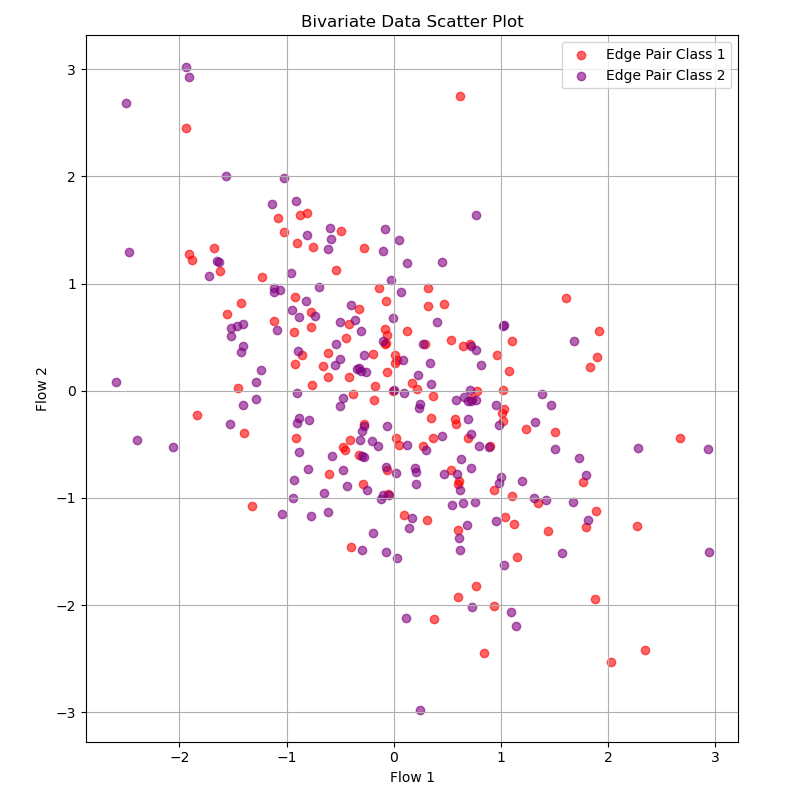 Bivariate Data Scatter Plot
Edge Pair Class 1
Edge Pair Class 2
3
2
1
0
−1
−2
−3
Flow 2
−2 −1 0 1 2 3
Flow 1